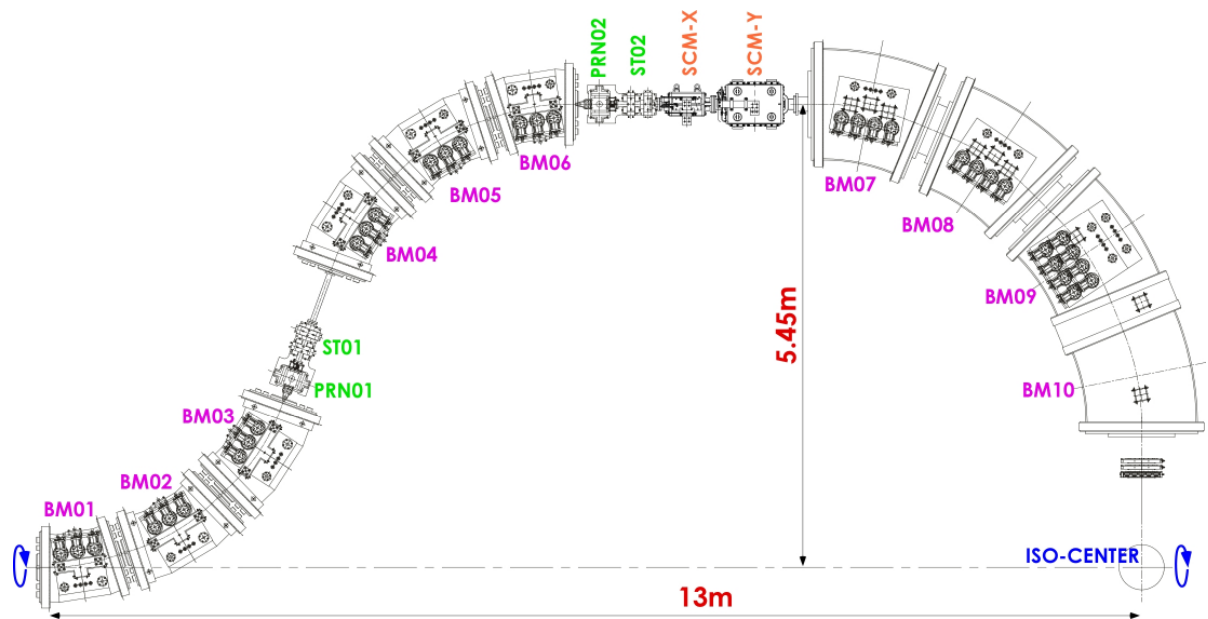 PRN02
ST02
SCM-X
SCM-Y
BM06
BM07
BM05
BM08
BM04
BM09
5.45m
ST01
PRN01
BM10
BM03
BM02
BM01
ISO-CENTER
13m